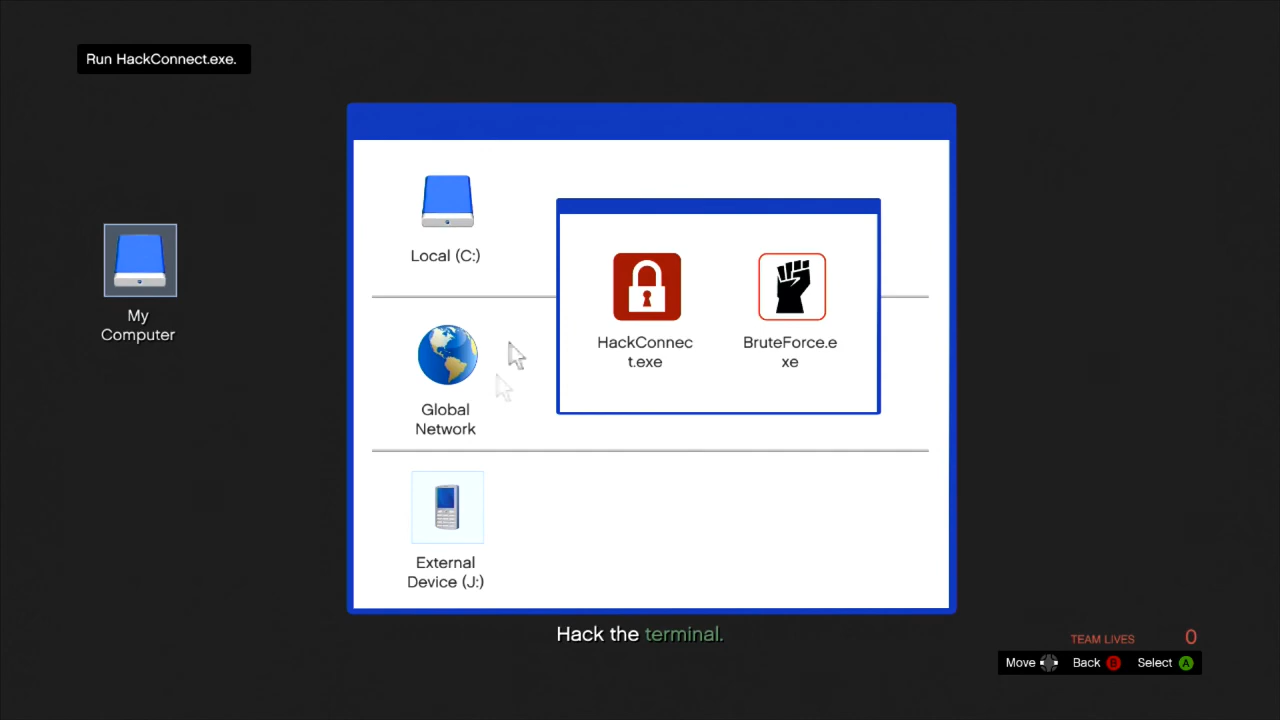 Run HackConnect.exe.
Local (C:)
HackConnec
t.exe
BruteForce.e
xe
My
Computer
Global
Network
External
Device (J:)
Hack the terminal.
TEAM LIVES 0
Move Back B Select A